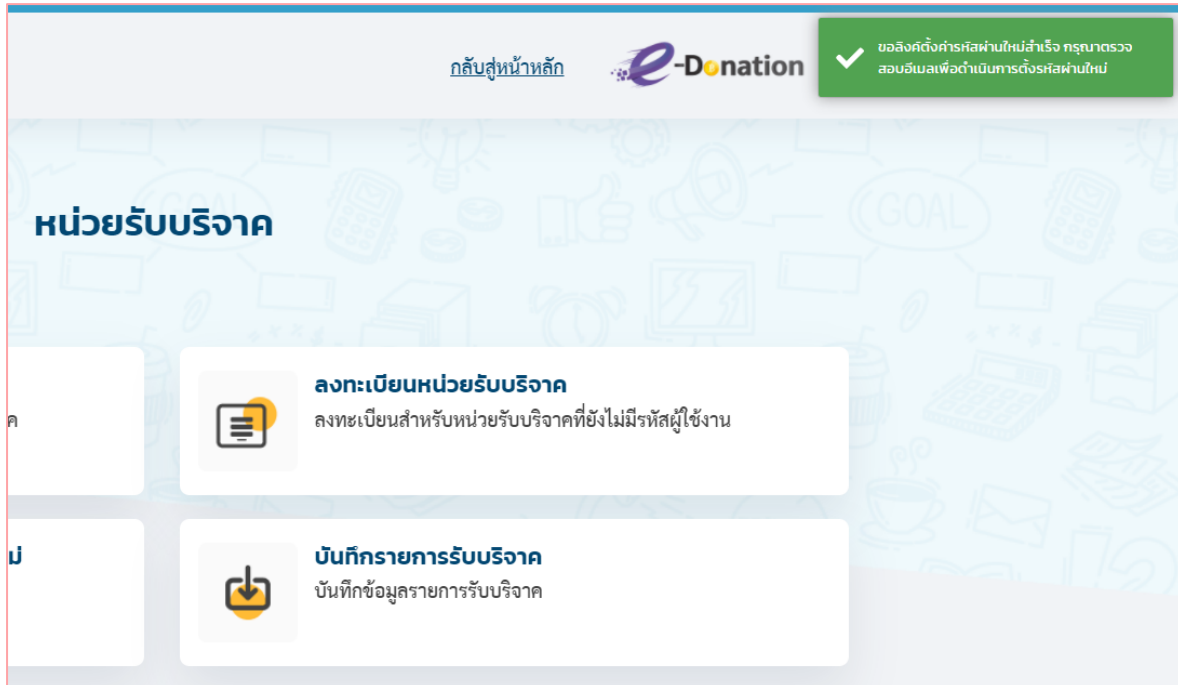 กลับสู่หน้าหลัก
e-Donation
ขอลิงค์ตั้งค่ารหัสผ่านใหม่สำเร็จ กรุณาตรวจ
สอบอีเมลเพื่อดำเนินการตั้งรหัสผ่านใหม่
หน่วยรับบริจาค
GOAL
GOAL
ค
ลงทะเบียนหน่วยรับบริจาค
ลงทะเบียนสำหรับหน่วยรับบริจาคที่ยังไม่มีรหัสผู้ใช้งาน
ม่
บันทึกรายการรับบริจาค
บันทึกข้อมูลรายการรับบริจาค